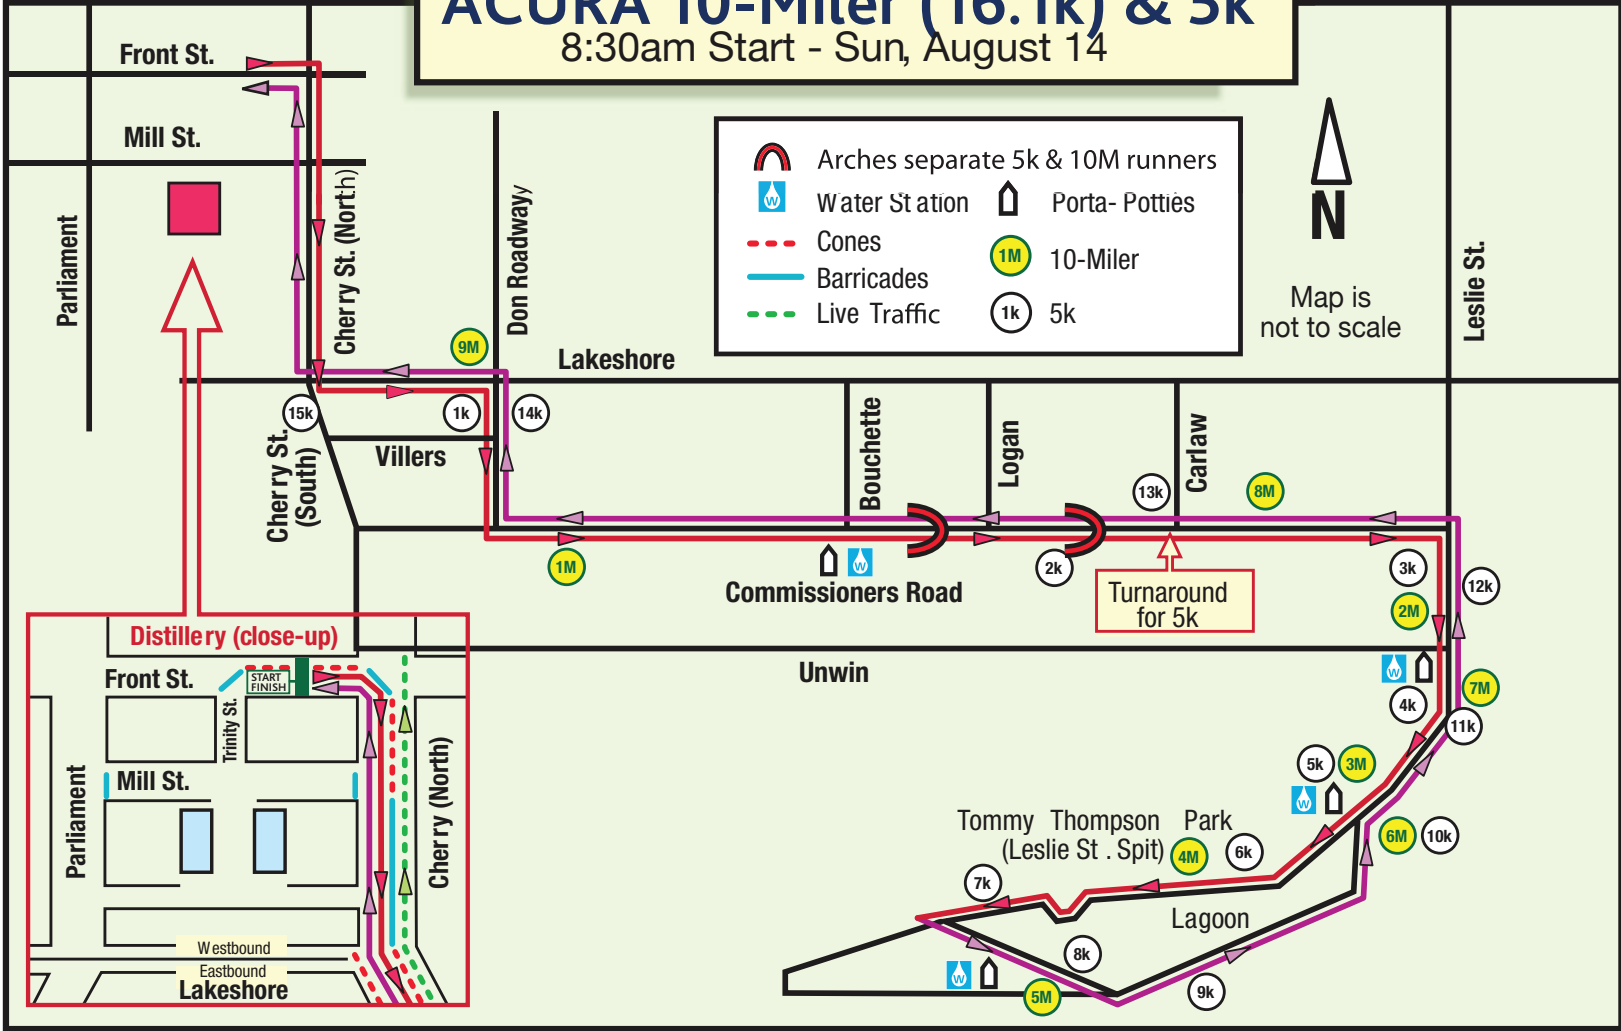 ACURA 10-Miler (16.1k) & 5k
8:30am Start - Sun, August 14
Front St.
Mill St.
Parliament
Cherry St. (North)
Don Roadway
Arches separate 5k & 10M runners
W Water Station
Porta-Potties
Cones
1M 10-Miler
Barricades
Live Traffic
1k 5k
N
Map is
not to scale
Leslie St.
9M
Lakeshore
15k
1k
14k
Cherry St.
(South)
Villers
Bouchette
Logan
Carlaw
13k
8M
1M
W
2k
3k
12k
Commissioners Road
Turnaround
for 5k
2M
Unwin
W
7M
4k
11k
5k
3M
W
Tommy Thompson Park
(Leslie St. Spit)
4M
6k
6M
10k
7k
Lagoon
8k
W
5M
9k
Distillery (close-up)
Front St.
START
FINISH
Trinity St.
Mill St.
Parliament
Cherry (North)
Westbound
Eastbound
Lakeshore